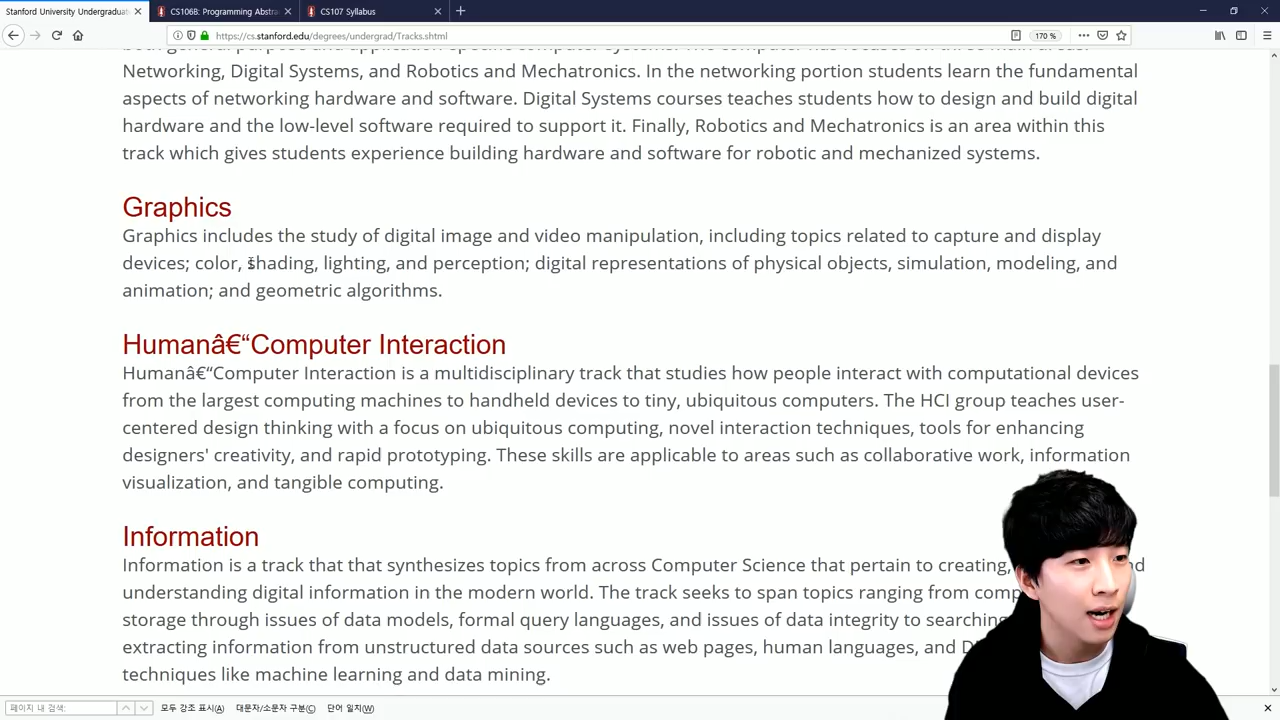 Stanford University Undergraduat
CS106B: Programming Abstra
CS107 Syllabus
https://cs.stanford.edu/degrees/undergrad/Tracks.shtml
170 %
Networking, Digital Systems, and Robotics and Mechatronics. In the networking portion students learn the fundamental
aspects of networking hardware and software. Digital Systems courses teaches students how to design and build digital
hardware and the low-level software required to support it. Finally, Robotics and Mechatronics is an area within this
track which gives students experience building hardware and software for robotic and mechanized systems.
Graphics
Graphics includes the study of digital image and video manipulation, including topics related to capture and display
devices; color, shading, lighting, and perception; digital representations of physical objects, simulation, modeling, and
animation; and geometric algorithms.
Humanâ€“Computer Interaction
Humanâ€“Computer Interaction is a multidisciplinary track that studies how people interact with computational devices
from the largest computing machines to handheld devices to tiny, ubiquitous computers. The HCI group teaches user-
centered design thinking with a focus on ubiquitous computing, novel interaction techniques, tools for enhancing
designers' creativity, and rapid prototyping. These skills are applicable to areas such as collaborative work, information
visualization, and tangible computing.
Information
Information is a track that that synthesizes topics from across Computer Science that pertain to creating,
understanding digital information in the modern world. The track seeks to span topics ranging from
storage through issues of data models, formal query languages, and issues of data integrity to searching
extracting information from unstructured data sources such as web pages, human languages, and
techniques like machine learning and data mining.
페이지 내 검색:
모두 강조 표시(A)
대문자/소문자 구분(C)
단어 일치(W)